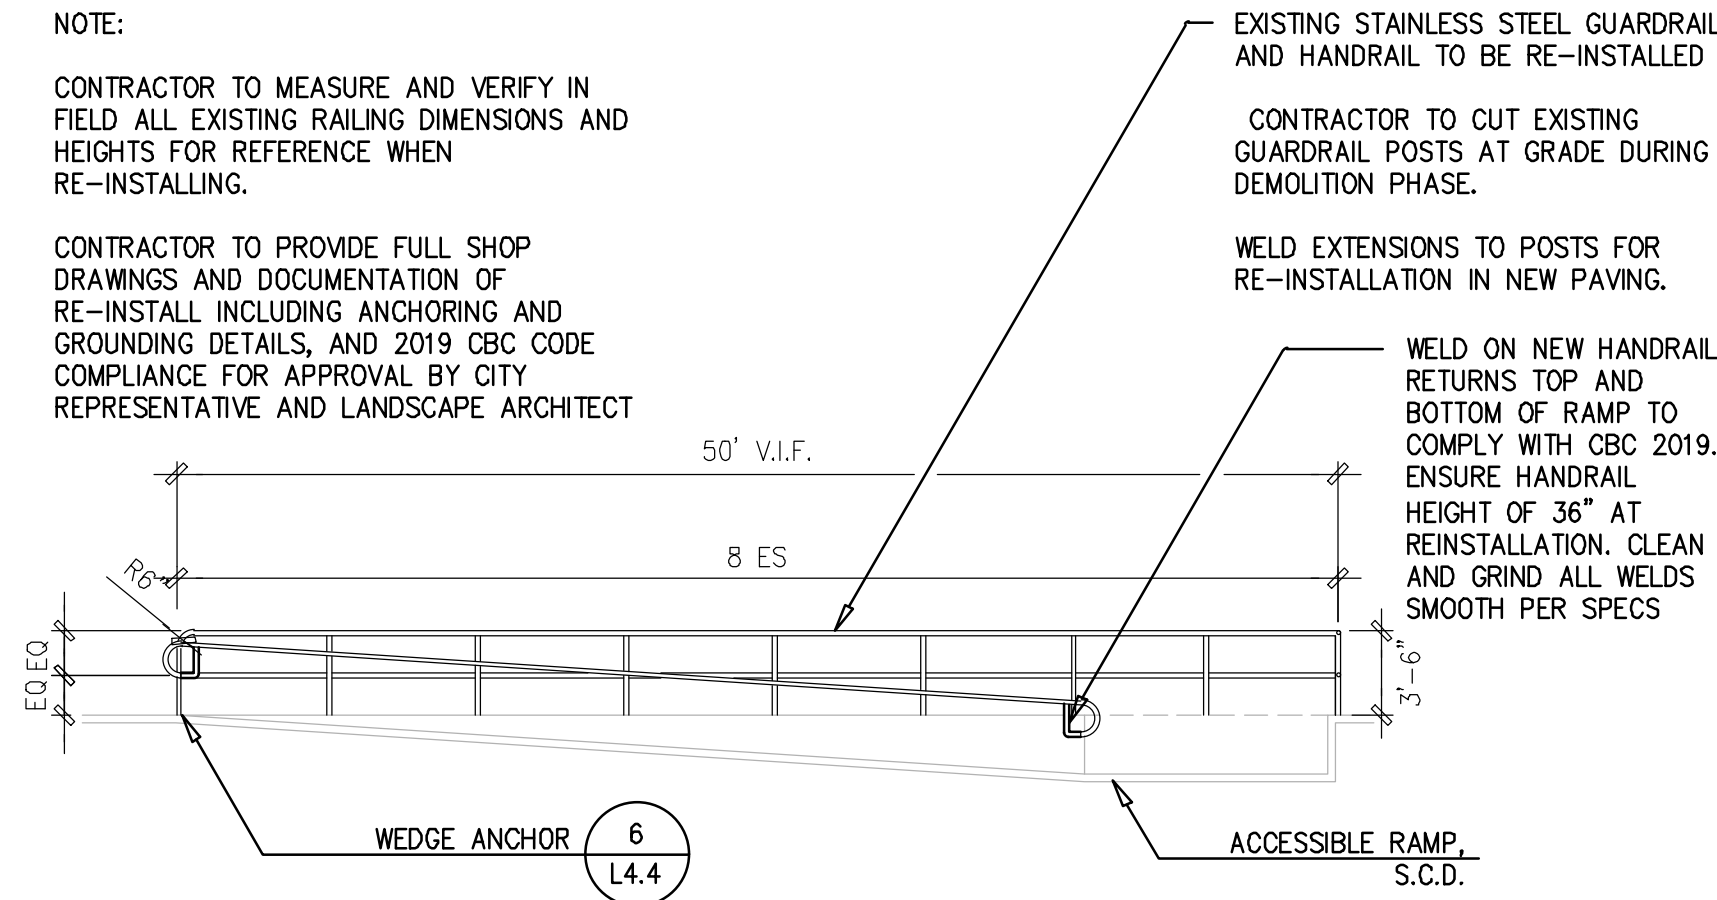 NOTE:
CONTRACTOR TO MEASURE AND VERIFY IN
FIELD ALL EXISTING RAILING DIMENSIONS AND
HEIGHTS FOR REFERENCE WHEN
RE-INSTALLING.
CONTRACTOR TO PROVIDE FULL SHOP
DRAWINGS AND DOCUMENTATION OF
RE-INSTALL INCLUDING ANCHORING AND
GROUNDING DETAILS, AND 2019 CBC CODE
COMPLIANCE FOR APPROVAL BY CITY
REPRESENTATIVE AND LANDSCAPE ARCHITECT
EXISTING STAINLESS STEEL GUARDRAIL
AND HANDRAIL TO BE RE-INSTALLED
CONTRACTOR TO CUT EXISTING
GUARDRAIL POSTS AT GRADE DURING
DEMOLITION PHASE.
WELD EXTENSIONS TO POSTS FOR
RE-INSTALLATION IN NEW PAVING.
WELD ON NEW HANDRAIL
RETURNS TOP AND
BOTTOM OF RAMP TO
COMPLY WITH CBC 2019.
ENSURE HANDRAIL
HEIGHT OF 36" AT
REINSTALLATION. CLEAN
AND GRIND ALL WELDS
SMOOTH PER SPECS
50' V.I.F.
8 ES
R6"
EQ EQ
3'-6"
WEDGE ANCHOR
6
L4.4
ACCESSIBLE RAMP,
S.C.D.